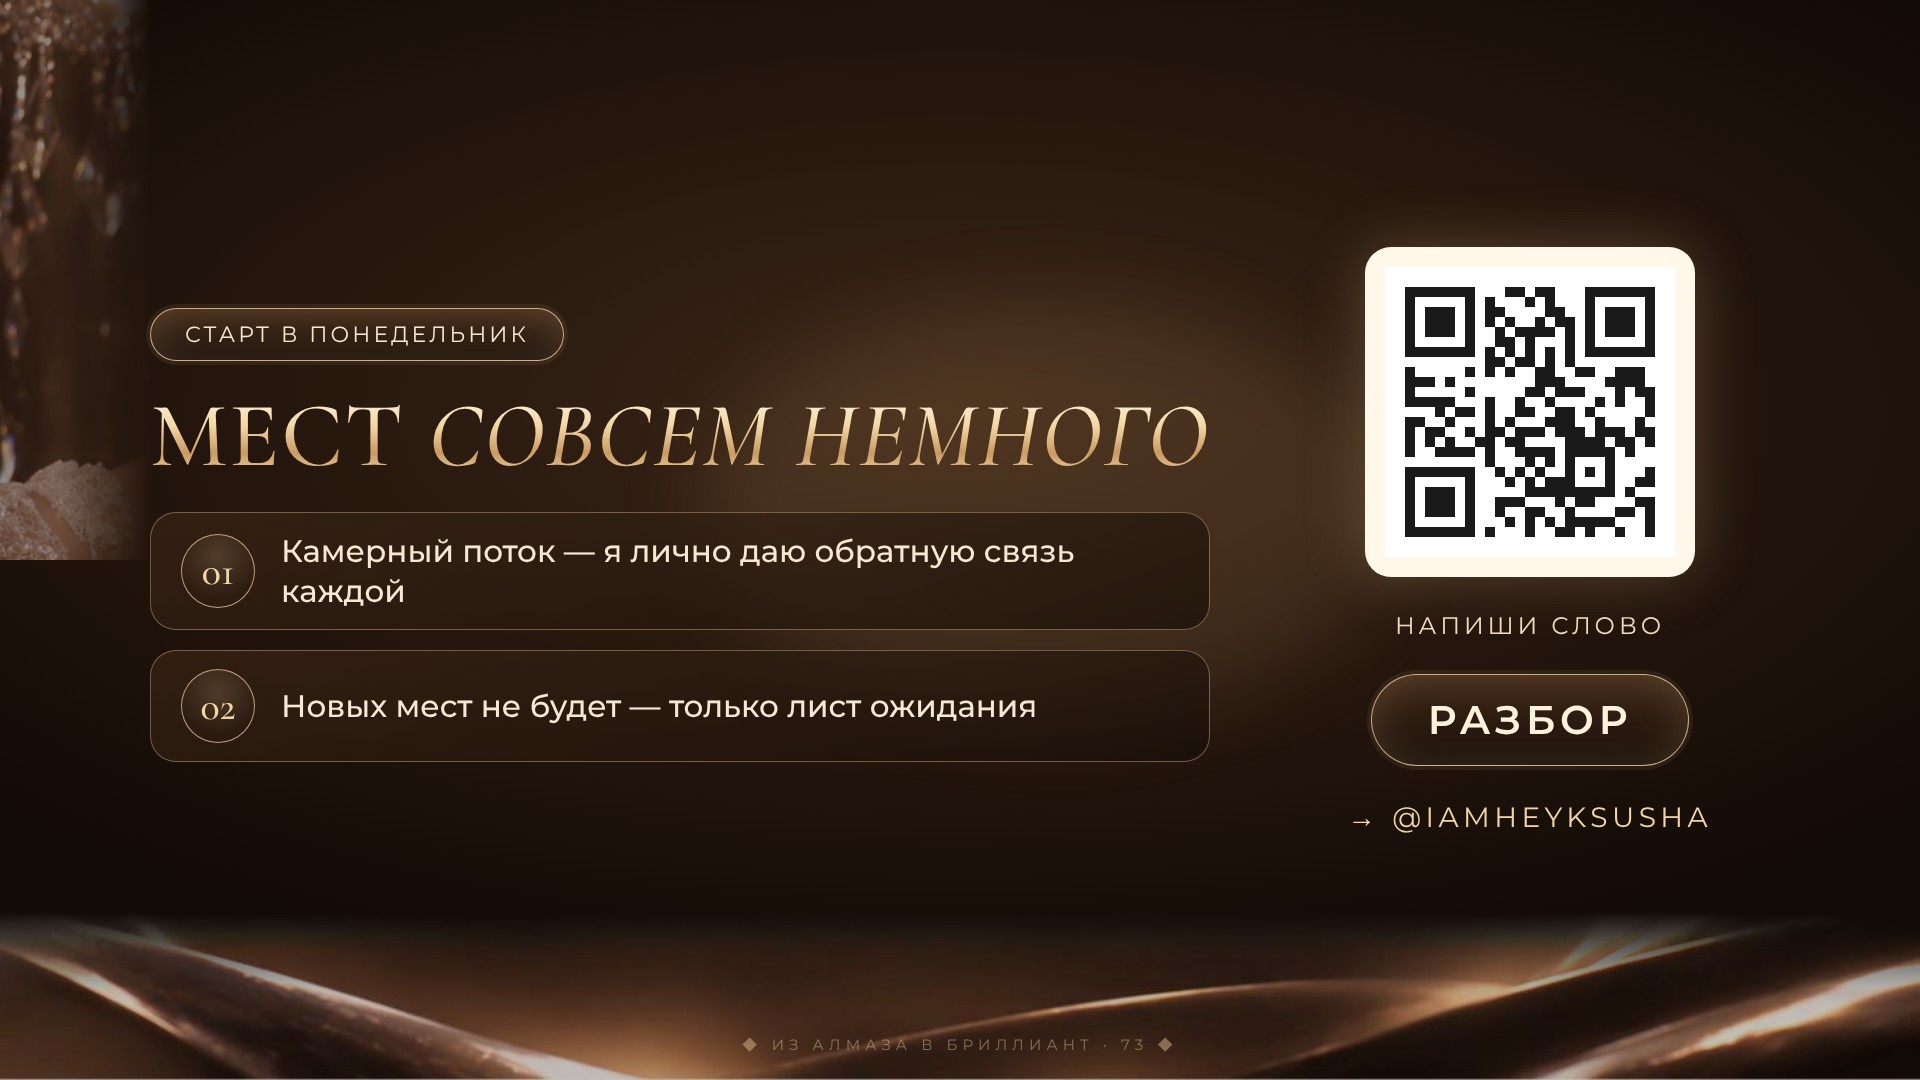 СТАРТ В ПОНЕДЕЛЬНИК
МЕСТ СОВСЕМ НЕМНОГО
01
Камерный поток — я лично даю обратную связь
каждой
02
Новых мест не будет — только лист ожидания
НАПИШИ СЛОВО
РАЗБОР
→ @IAMHEYKSUSHA
◆ ИЗ АЛМАЗА В БРИЛЛИАНТ · 73 ◆